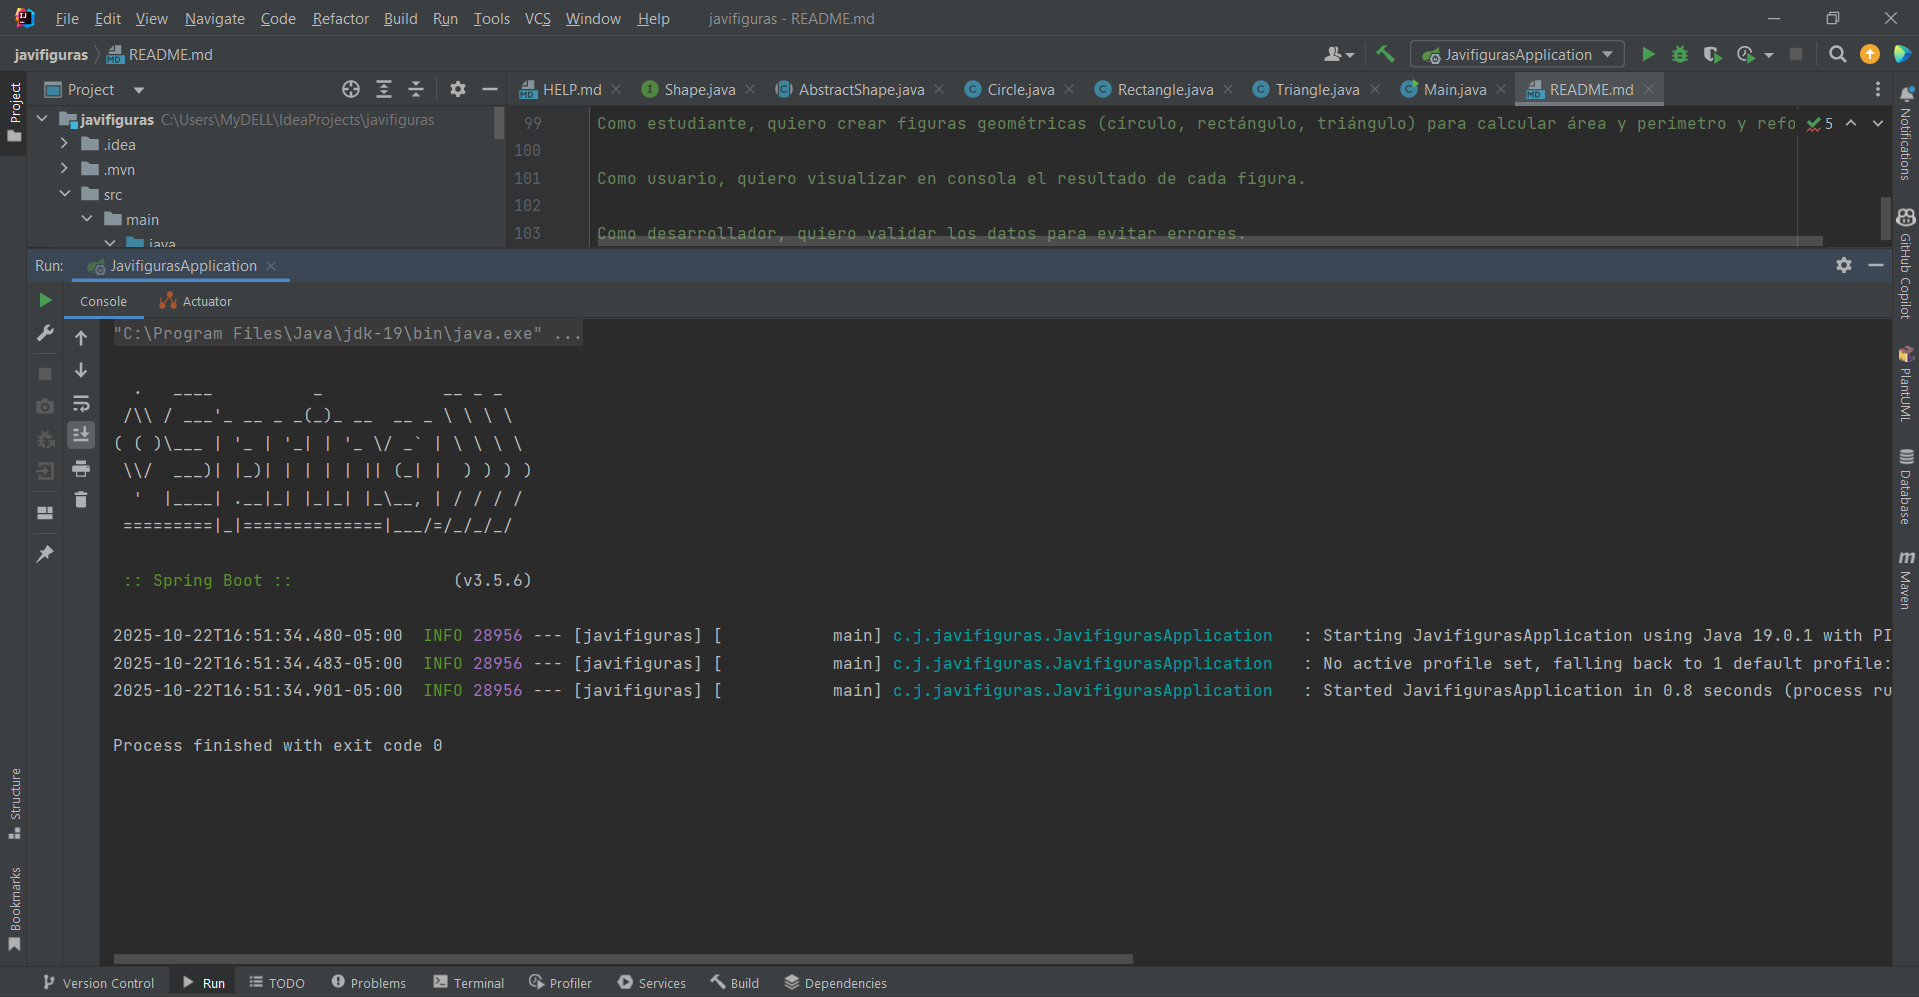 File Edit View Navigate Code Refactor Build Run Tools VCS Window Help javifiguras - README.md
javifiguras README.md JavifigurasApplication
Project HELP.md Shape.java AbstractShape.java Circle.java Rectangle.java Triangle.java Main.java README.md
Project
javifiguras C:\Users\MyDELL\IdeaProjects\javifiguras
.idea
.mvn
src
main
java
99 Como estudiante, quiero crear figuras geométricas (círculo, rectángulo, triángulo) para calcular área y perímetro y refo 5
100
101 Como usuario, quiero visualizar en consola el resultado de cada figura.
102
103 Como desarrollador, quiero validar los datos para evitar errores.
Run: JavifigurasApplication
Console Actuator
"C:\Program Files\Java\jdk-19\bin\java.exe" ...
  .   ____          _            __ _ _
 /\\ / ___'_ __ _ _(_)_ __  __ _ \ \ \ \
( ( )\___ | '_ | '_| | '_ \/ _` | \ \ \ \
 \\/  ___)| |_)| | | | | || (_| |  ) ) ) )
  '  |____| .__|_| |_|_| |_\__, | / / / /
 =========|_|==============|___/=/_/_/_/
:: Spring Boot :: (v3.5.6)
2025-10-22T16:51:34.480-05:00 INFO 28956 --- [javifiguras] [           main] c.j.javifiguras.JavifigurasApplication   : Starting JavifigurasApplication using Java 19.0.1 with PI
2025-10-22T16:51:34.483-05:00 INFO 28956 --- [javifiguras] [           main] c.j.javifiguras.JavifigurasApplication   : No active profile set, falling back to 1 default profile:
2025-10-22T16:51:34.901-05:00 INFO 28956 --- [javifiguras] [           main] c.j.javifiguras.JavifigurasApplication   : Started JavifigurasApplication in 0.8 seconds (process ru
Process finished with exit code 0
Structure
Bookmarks
Notifications
GitHub Copilot
PlantUML
Database
Maven
Version Control Run TODO Problems Terminal Profiler Services Build Dependencies